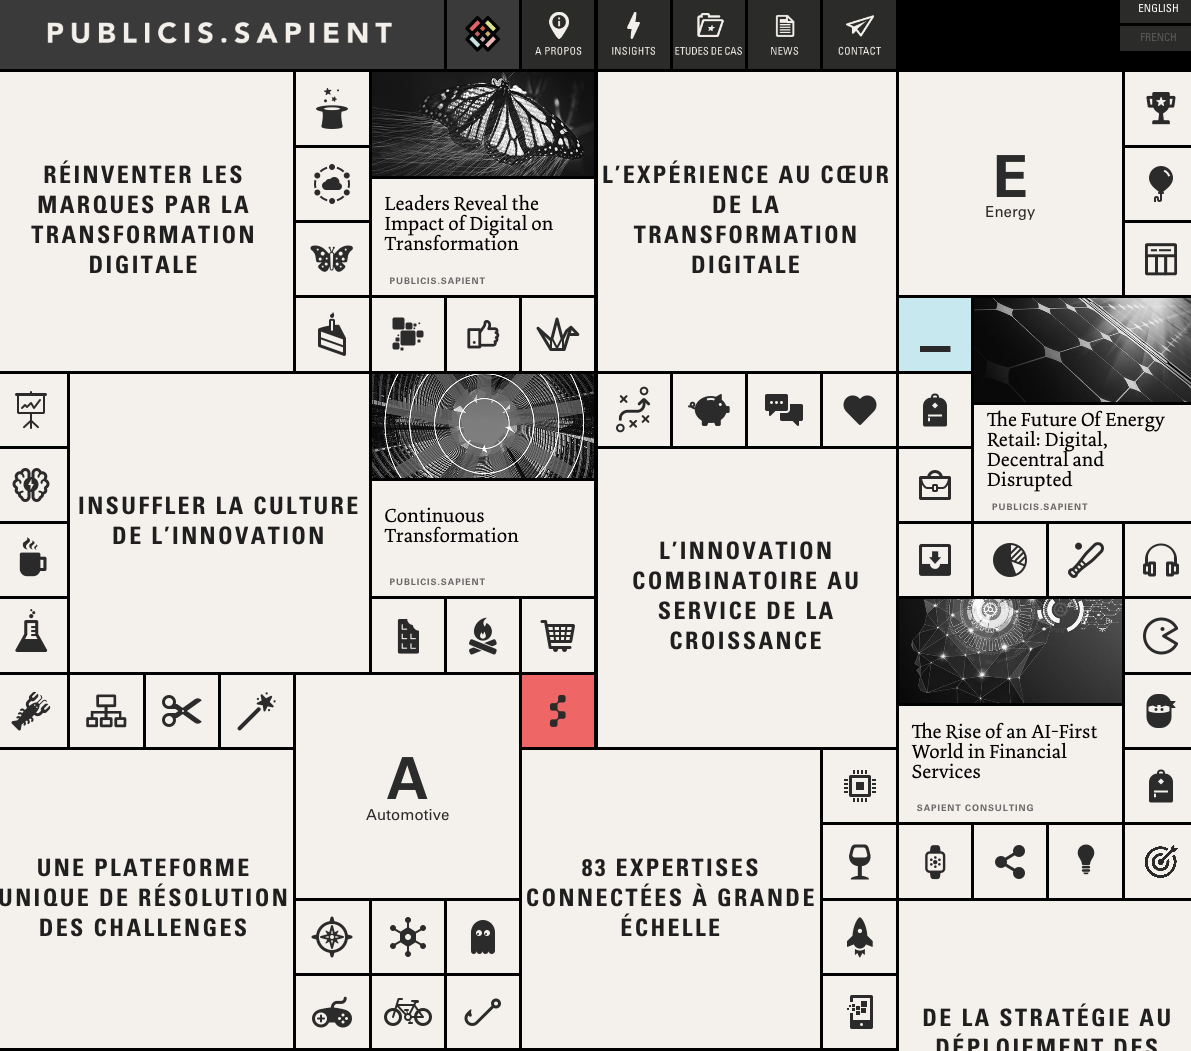 PUBLICIS.SAPIENT
A PROPOS
INSIGHTS
ETUDES DE CAS
NEWS
CONTACT
ENGLISH
FRENCH
RÉINVENTER LES
MARQUES PAR LA
TRANSFORMATION
DIGITALE
Leaders Reveal the
Impact of Digital on
Transformation
PUBLICIS.SAPIENT
L'EXPÉRIENCE AU CŒUR
DE LA
TRANSFORMATION
DIGITALE
E
Energy
The Future Of Energy
Retail: Digital,
Decentral and
Disrupted
PUBLICIS.SAPIENT
INSUFFLER LA CULTURE
DE L'INNOVATION
Continuous
Transformation
PUBLICIS.SAPIENT
L'INNOVATION
COMBINATOIRE AU
SERVICE DE LA
CROISSANCE
The Rise of an AI-First
World in Financial
Services
SAPIENT CONSULTING
A
Automotive
UNE PLATEFORME
UNIQUE DE RÉSOLUTION
DES CHALLENGES
83 EXPERTISES
CONNECTÉES À GRANDE
ÉCHELLE
DE LA STRATÉGIE AU
DÉPLOIEMENT DES